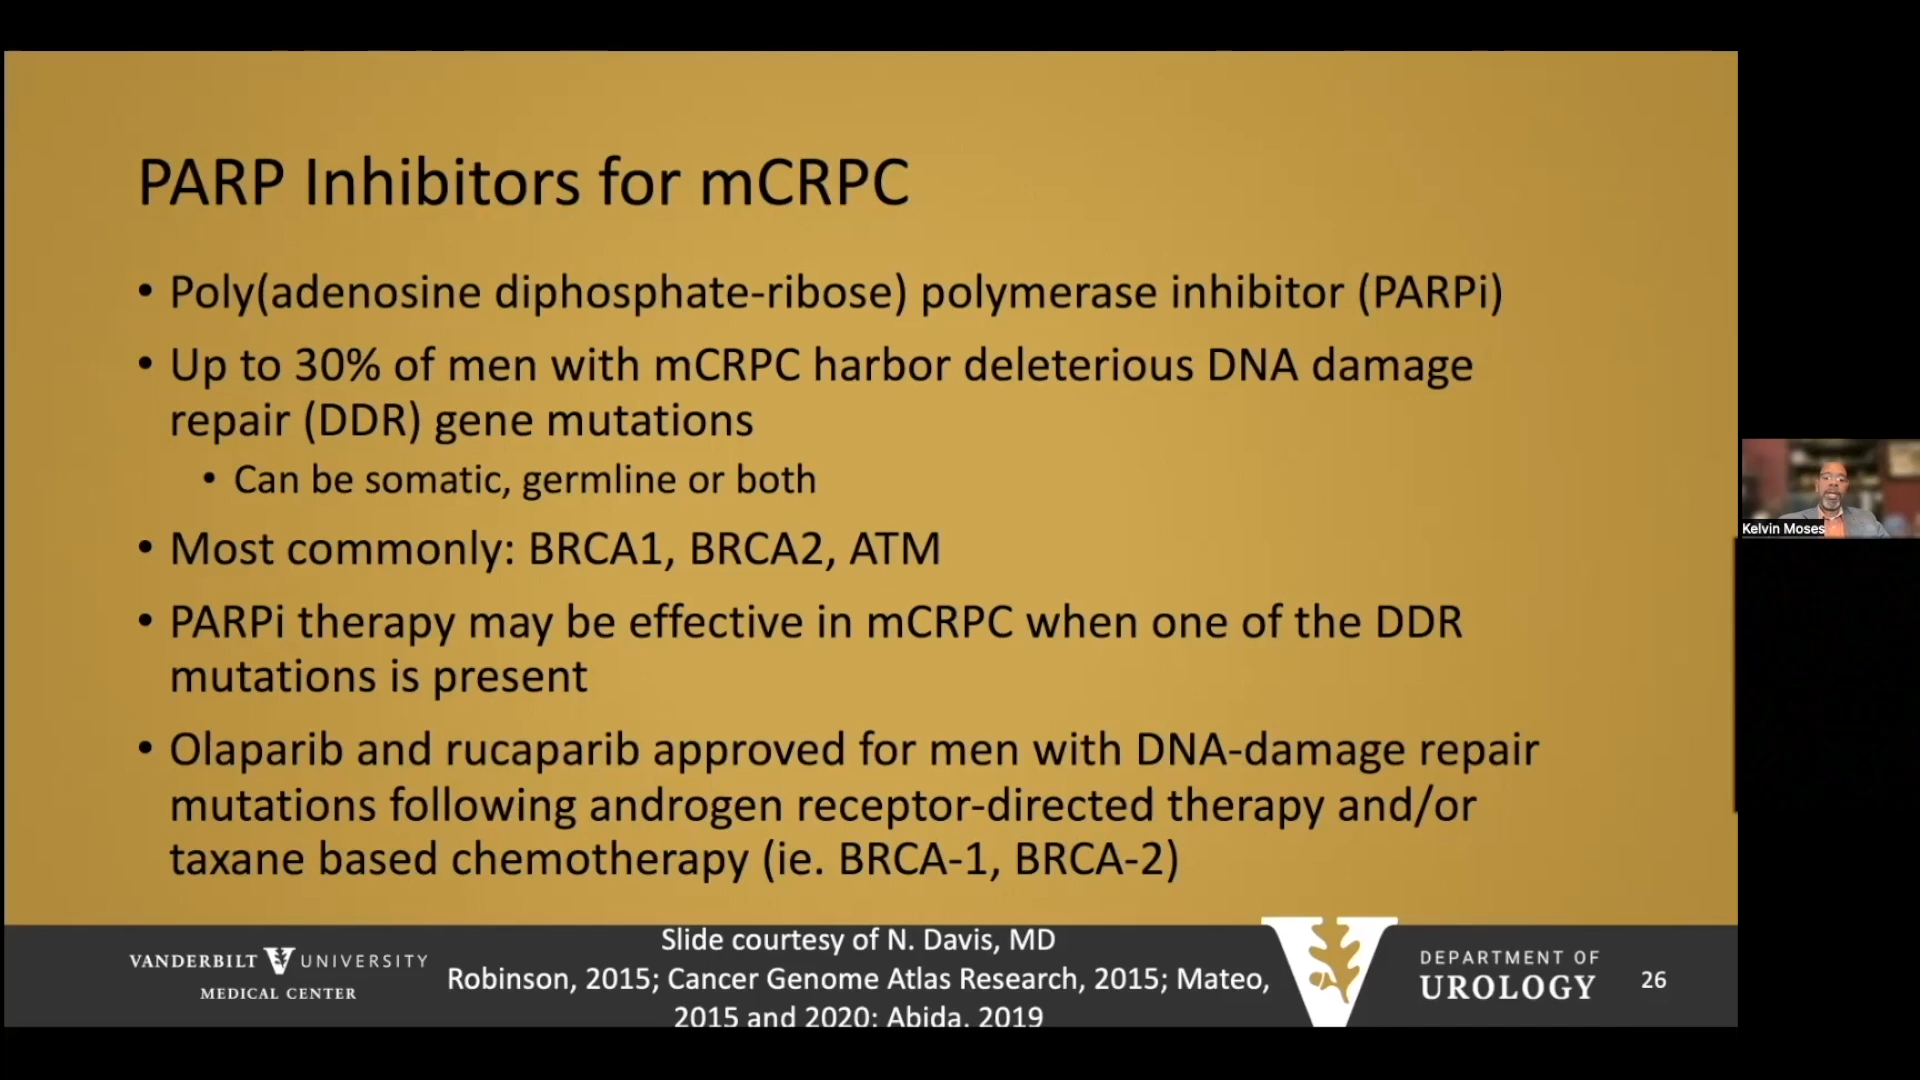 PARP Inhibitors for mCRPC
• Poly(adenosine diphosphate-ribose) polymerase inhibitor (PARPi)
• Up to 30% of men with mCRPC harbor deleterious DNA damage
repair (DDR) gene mutations
• Can be somatic, germline or both
• Most commonly: BRCA1, BRCA2, ATM
• PARPi therapy may be effective in mCRPC when one of the DDR
mutations is present
• Olaparib and rucaparib approved for men with DNA-damage repair
mutations following androgen receptor-directed therapy and/or
taxane based chemotherapy (ie. BRCA-1, BRCA-2)
Kelvin Moses
VANDERBILT V UNIVERSITY
MEDICAL CENTER
Slide courtesy of N. Davis, MD
Robinson, 2015; Cancer Genome Atlas Research, 2015; Mateo,
2015 and 2020; Abida, 2019
V
DEPARTMENT OF
UROLOGY
26